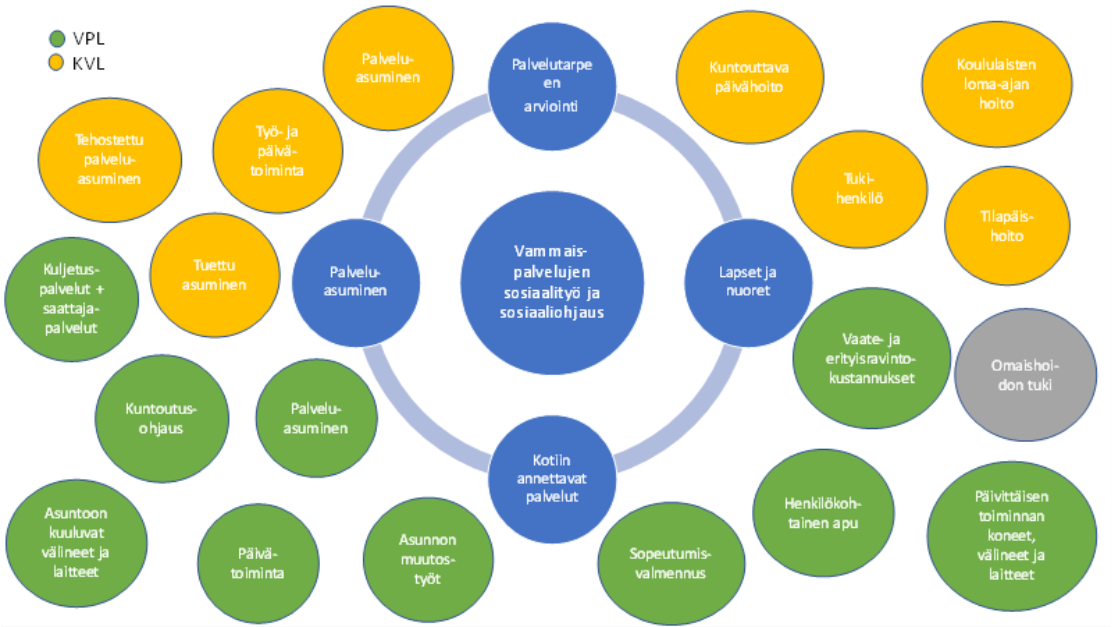 VPL
KVL
Palvelu-
asuminen
Palvelutarpe
en
arviointi
Kuntouttava
päivähoito
Koululaisten
loma-ajan
hoito
Tehostettu
palvelu-
asuminen
Työ- ja
päivä-
toiminta
Tuki-
henkilö
Tilapäis-
hoito
Kuljetus-
palvelut +
saattaja-
palvelut
Tuettu
asuminen
Palvelu-
asuminen
Vammais-
palvelujen
sosiaalityö ja
sosiaaliohjaus
Lapset ja
nuoret
Vaate- ja
erityisravinto-
kustannukset
Omaishoi-
don tuki
Kuntoutus-
ohjaus
Palvelu-
asuminen
Kotiin
annettavat
palvelut
Asuntoon
kuuluvat
välineet ja
laitteet
Päivä-
toiminta
Asunnon
muutos-
työt
Sopeutumis-
valmennus
Henkilökoh-
tainen apu
Päivittäisen
toiminnan
koneet,
välineet ja
laitteet